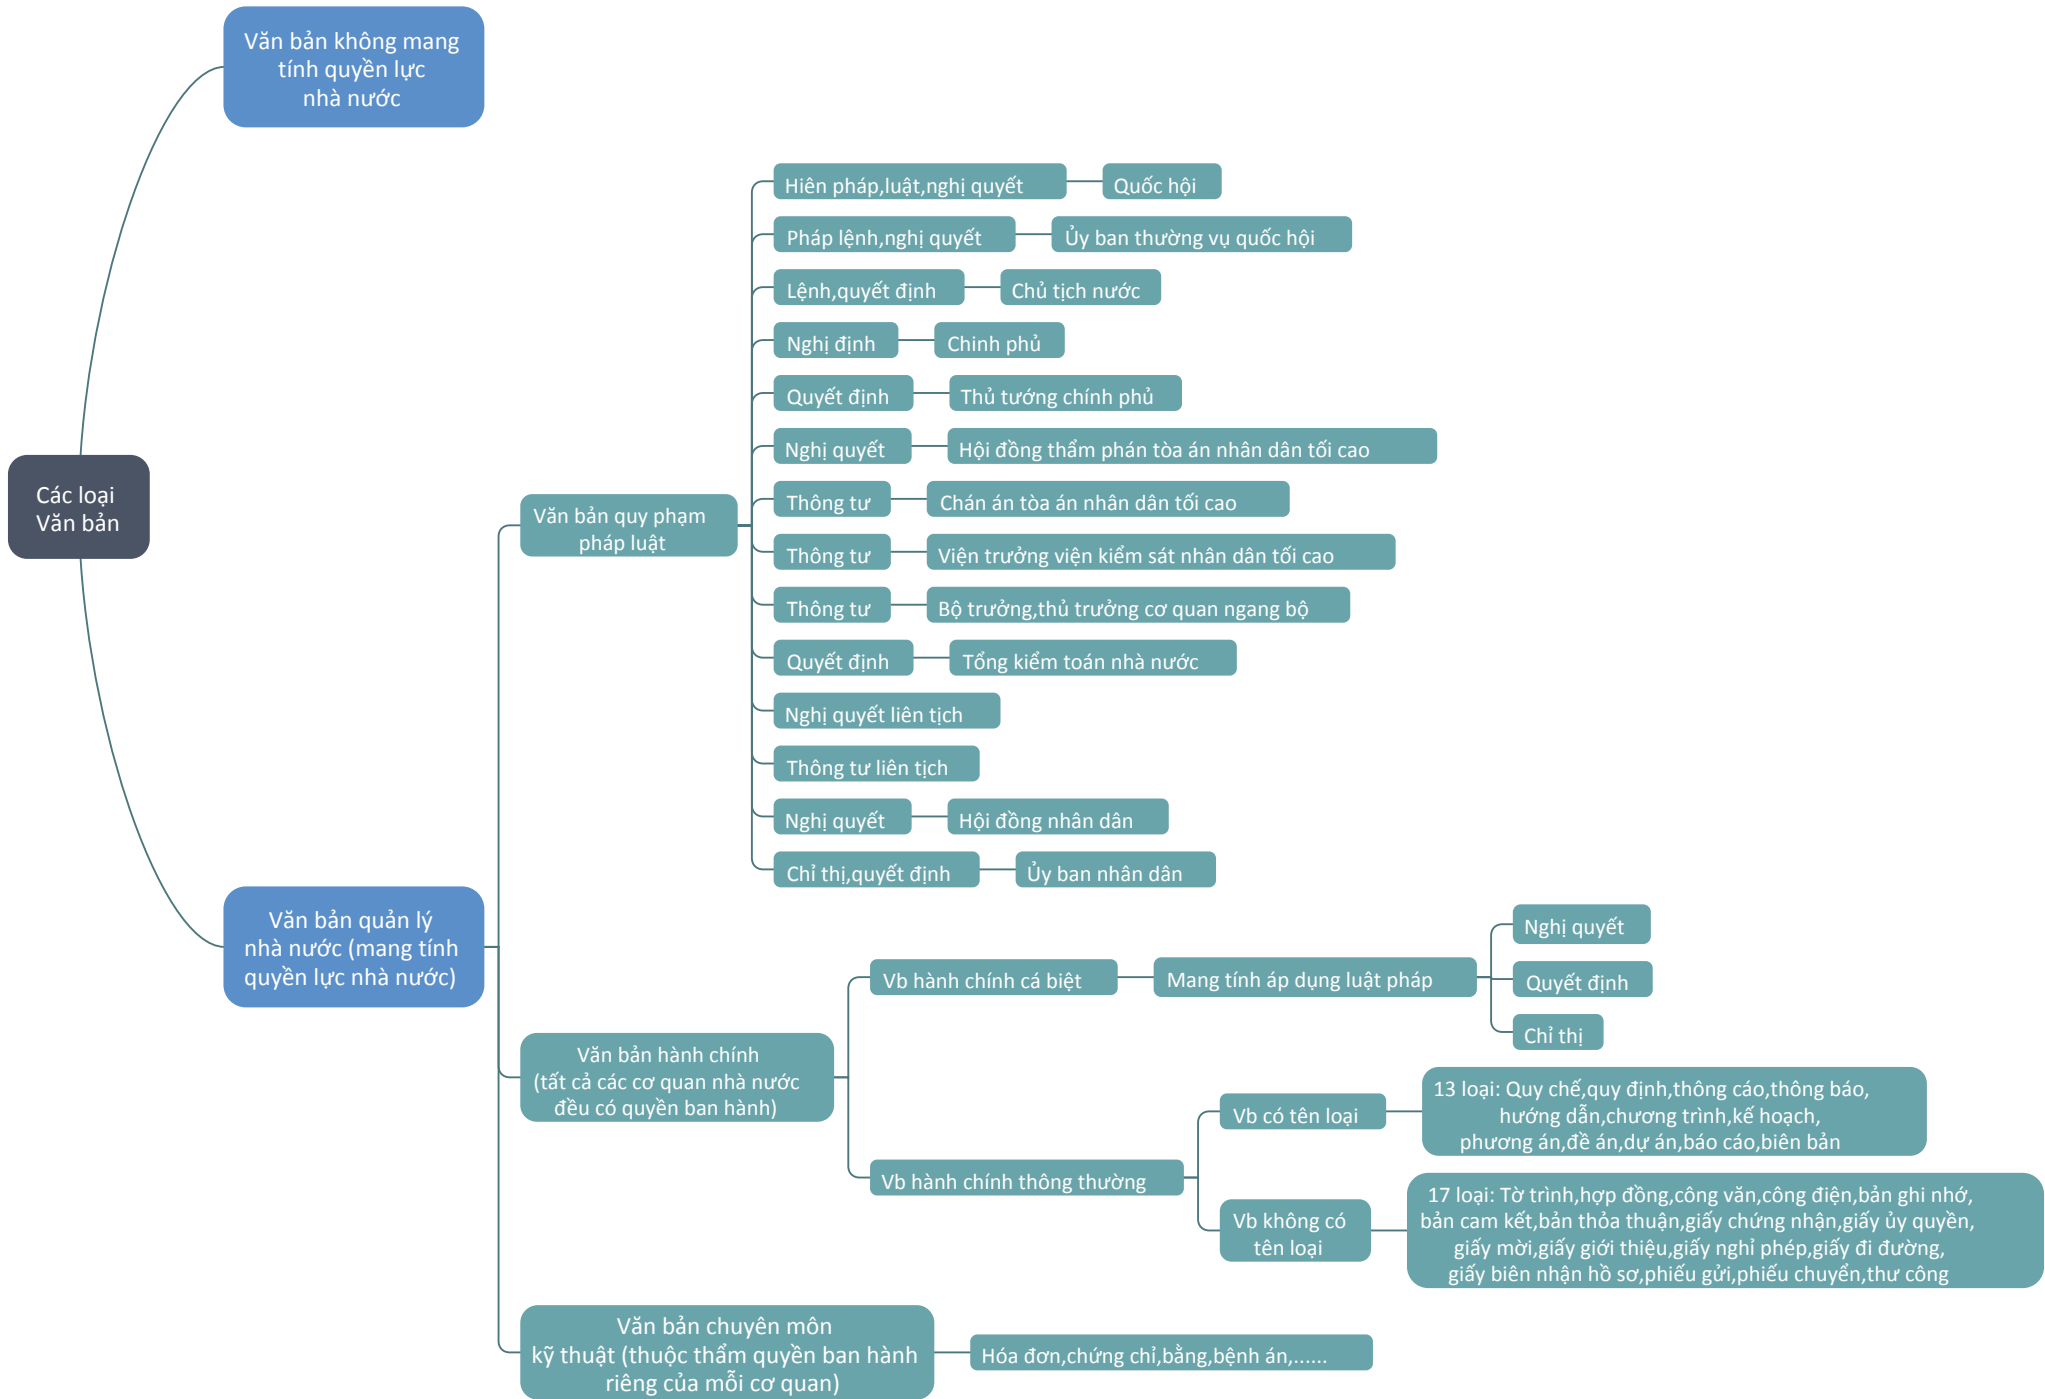 Văn bản không mang
tính quyền lực
nhà nước
Hiên pháp,luật,nghị quyết
Quốc hội
Pháp lệnh,nghị quyết
Ủy ban thường vụ quốc hội
Lệnh,quyết định
Chủ tịch nước
Nghị định
Chinh phủ
Quyết định
Thủ tướng chính phủ
Nghị quyết
Hội đồng thẩm phán tòa án nhân dân tối cao
Các loại
Văn bản
Thông tư
Chán án tòa án nhân dân tối cao
Văn bản quy phạm
pháp luật
Thông tư
Viện trưởng viện kiểm sát nhân dân tối cao
Thông tư
Bộ trưởng,thủ trưởng cơ quan ngang bộ
Quyết định
Tổng kiểm toán nhà nước
Nghị quyết liên tịch
Thông tư liên tịch
Nghị quyết
Hội đồng nhân dân
Chỉ thị,quyết định
Ủy ban nhân dân
Văn bản quản lý
nhà nước (mang tính
quyền lực nhà nước)
Vb hành chính cá biệt
Mang tính áp dụng luật pháp
Nghị quyết
Quyết định
Chỉ thị
Văn bản hành chính
(tất cả các cơ quan nhà nước
đều có quyền ban hành)
Vb hành chính thông thường
Vb có tên loại
13 loại: Quy chế,quy định,thông cáo,thông báo,
hướng dẫn,chương trình,kế hoạch,
phương án,đề án,dự án,báo cáo,biên bản
Vb không có
tên loại
17 loại: Tờ trình,hợp đồng,công văn,công điện,bản ghi nhớ,
bản cam kết,bản thỏa thuận,giấy chứng nhận,giấy ủy quyền,
giấy mời,giấy giới thiệu,giấy nghỉ phép,giấy đi đường,
giấy biên nhận hồ sơ,phiếu gửi,phiếu chuyển,thư công
Văn bản chuyên môn
kỹ thuật (thuộc thẩm quyền ban hành
riêng của mỗi cơ quan)
Hóa đơn,chứng chỉ,bằng,bệnh án,......